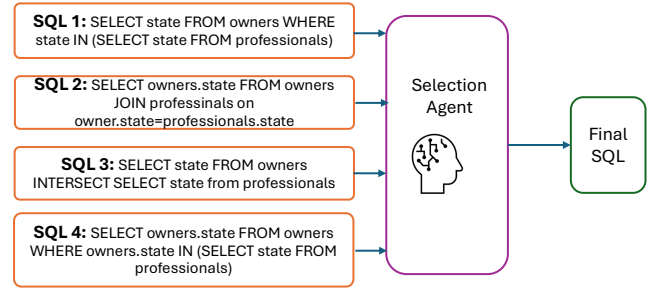 SQL 1: SELECT state FROM owners WHERE
state IN (SELECT state FROM professionals)
SQL 2: SELECT owners.state FROM owners
JOIN professinals on
owner.state=professionals.state
SQL 3: SELECT state FROM owners
INTERSECT SELECT state from professionals
SQL 4: SELECT owners.state FROM owners
WHERE owners.state IN (SELECT state FROM
professionals)
Selection
Agent
Final
SQL